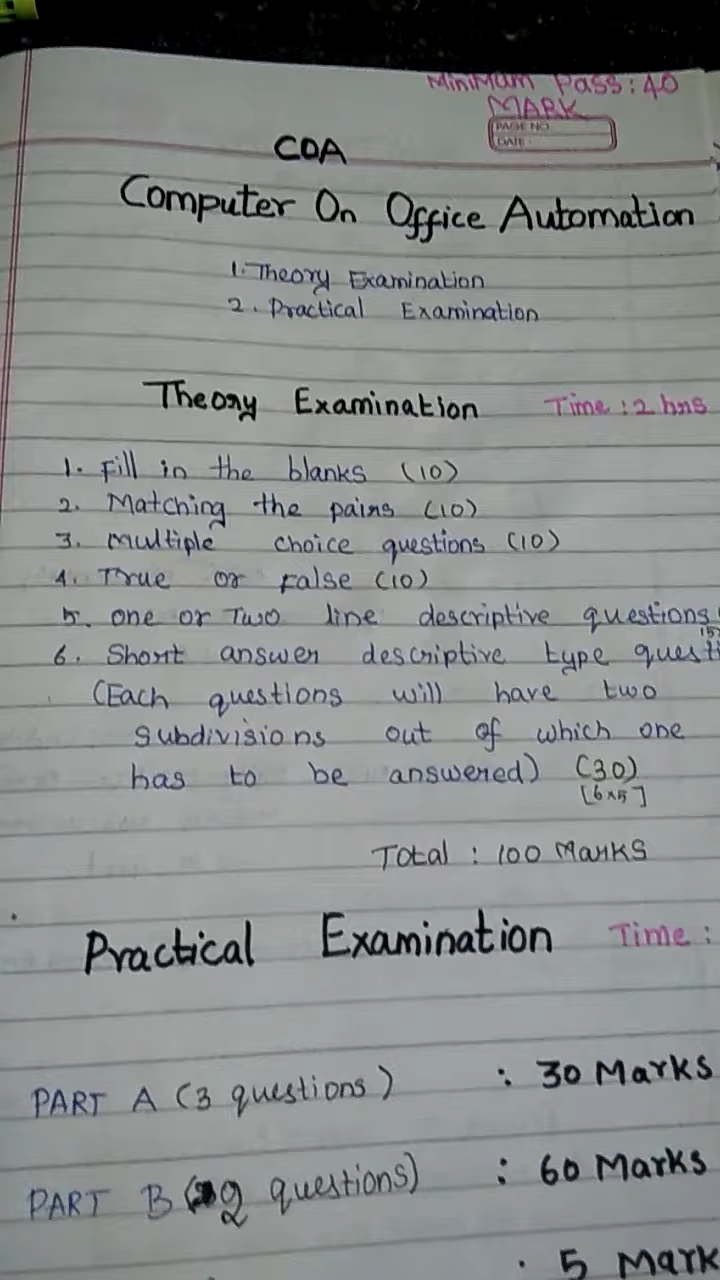 Minimum Pass: 40
MARK
PAGE NO
DATE:
COA
Computer On Office Automation
1. Theory Examination
2. Practical Examination
Theory Examination Time: 2 hrs
1. Fill in the blanks (10)
2. Matching the pairs (10)
3. Multiple choice questions (10)
4. True or False (10)
5. One or Two line descriptive questions
15
6. Short answer descriptive type questi
(Each questions will have two
subdivisions out of which one
has to be answered) (30)
[6x5]
Total : 100 Marks
Practical Examination Time:
PART A (3 questions) : 30 Marks
PART B (2 questions) : 60 Marks
: 5 Mark